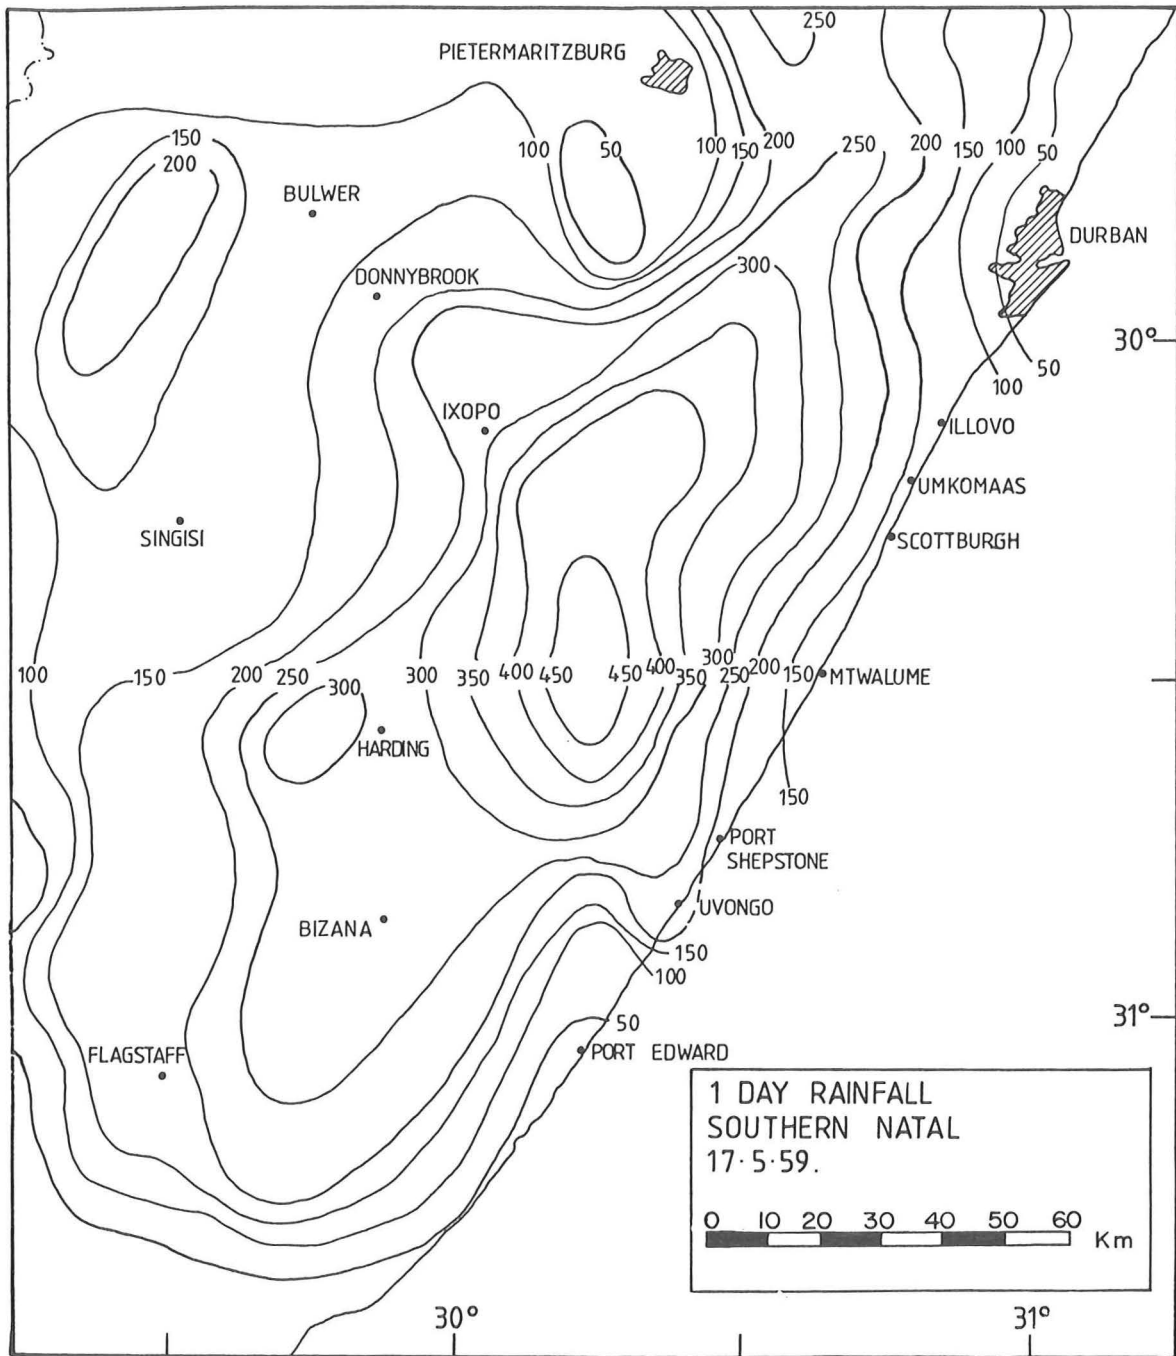 250
PIETERMARITZBURG
150
200
100
50
100
150
200
250
200
150
100
50
BULWER
DURBAN
DONNYBROOK
300
30°
50
100
IXOPO
ILLOVO
UMKOMAAS
SINGISI
SCOTTBURGH
100
150
200
250
300
300
350
400
450
450
400
350
300
250
200
150
MTWALUME
HARDING
150
PORT
SHEPSTONE
UVONGO
BIZANA
150
100
50
31°
FLAGSTAFF
PORT EDWARD
1 DAY RAINFALL
SOUTHERN NATAL
17·5·59.
0 10 20 30 40 50 60
Km
30°
31°